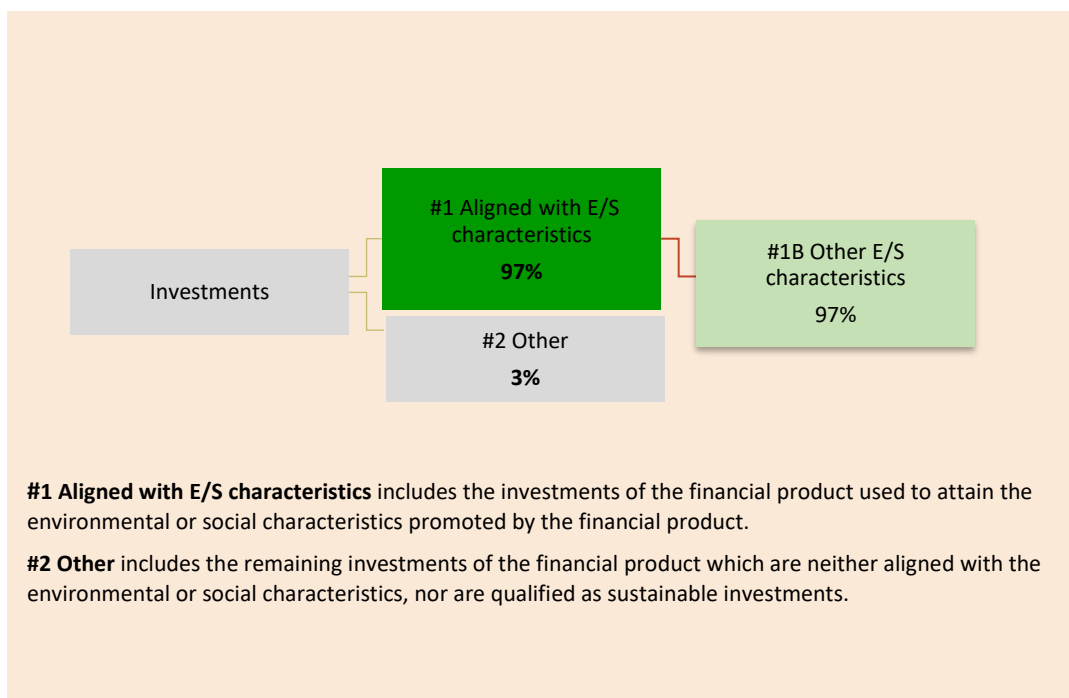 Investments
#1 Aligned with E/S
characteristics
97%
#2 Other
3%
#1B Other E/S
characteristics
97%
#1 Aligned with E/S characteristics includes the investments of the financial product used to attain the
environmental or social characteristics promoted by the financial product.
#2 Other includes the remaining investments of the financial product which are neither aligned with the
environmental or social characteristics, nor are qualified as sustainable investments.